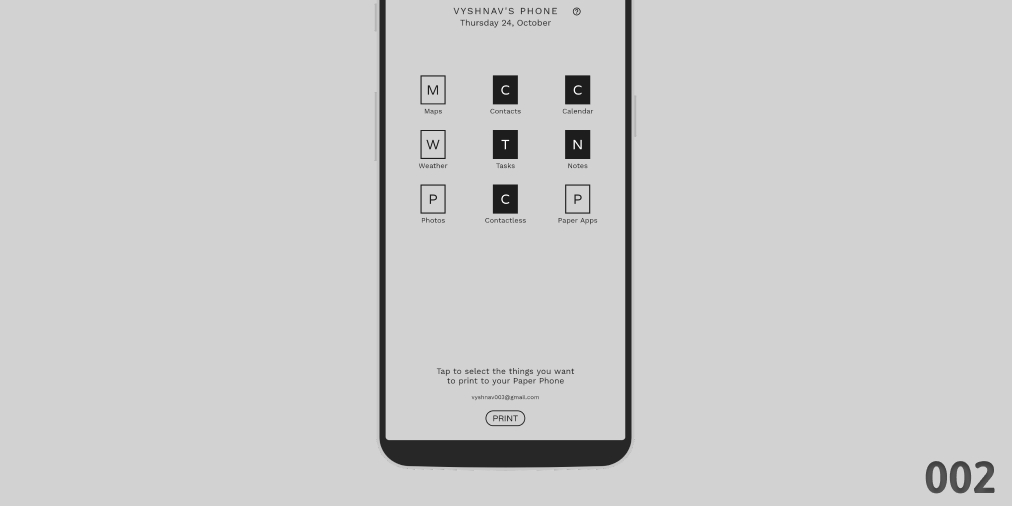 VYSHNAV'S PHONE
Thursday 24, October
M C C
Maps Contacts Calendar
W T N
Weather Tasks Notes
P C P
Photos Contactless Paper Apps
Tap to select the things you want
to print to your Paper Phone
vyshnav003@gmail.com
PRINT
002